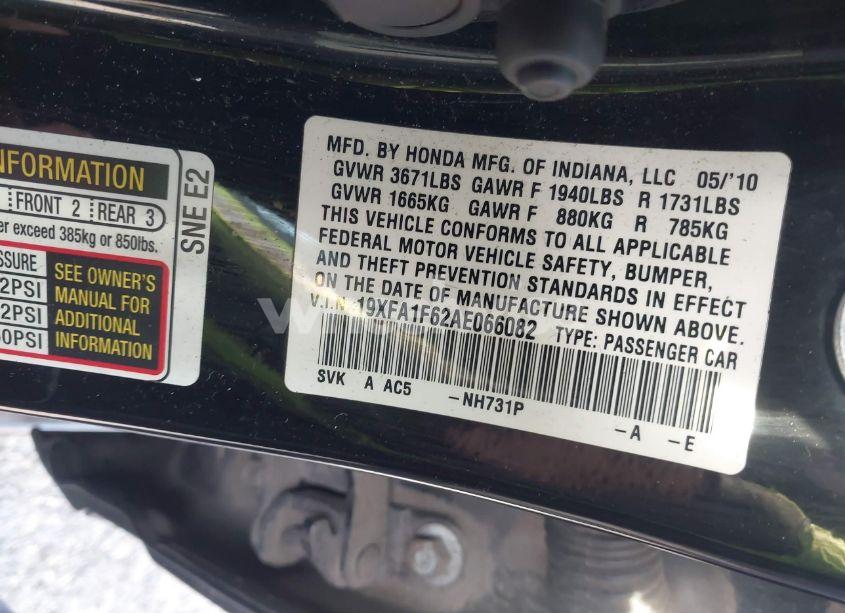 INFORMATION
FRONT 2 REAR 3
er exceed 385kg or 850lbs.
SSURE
2PSI
2PSI
0PSI
SEE OWNER'S
MANUAL FOR
ADDITIONAL
INFORMATION
SNE E2
MFD. BY HONDA MFG. OF INDIANA, LLC 05/'10
GVWR 3671LBS GAWR F 1940LBS R 1731LBS
GVWR 1665KG GAWR F 880KG R 785KG
THIS VEHICLE CONFORMS TO ALL APPLICABLE
FEDERAL MOTOR VEHICLE SAFETY, BUMPER,
AND THEFT PREVENTION STANDARDS IN EFFECT
ON THE DATE OF MANUFACTURE SHOWN ABOVE.
V.I.N. 19XFA1F62AE066082 TYPE: PASSENGER CAR
SVK A AC5 -NH731P -A -E